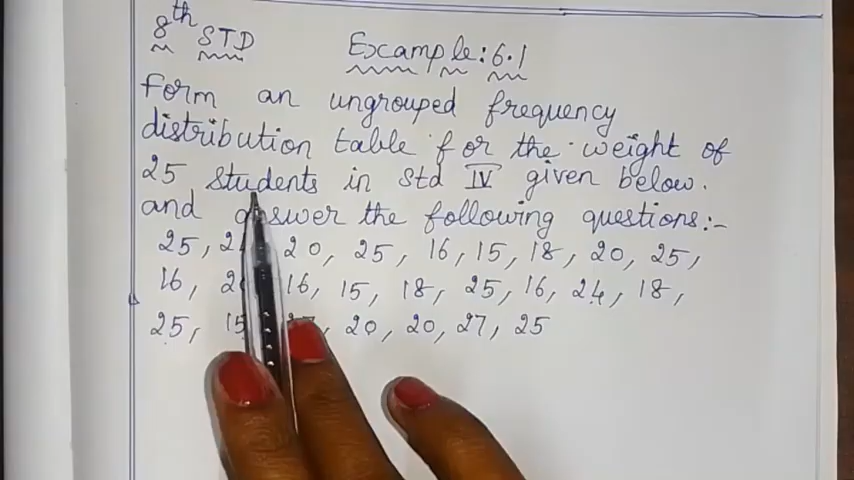 8th STD Example: 6.1
Form an ungrouped frequency
distribution table for the weight of
25 students in std IV given below.
and answer the following questions:-
25, 20, 25, 16, 15, 18, 20, 25,
16, 16, 15, 18, 25, 16, 24, 18,
25, 15 20, 20, 27, 25